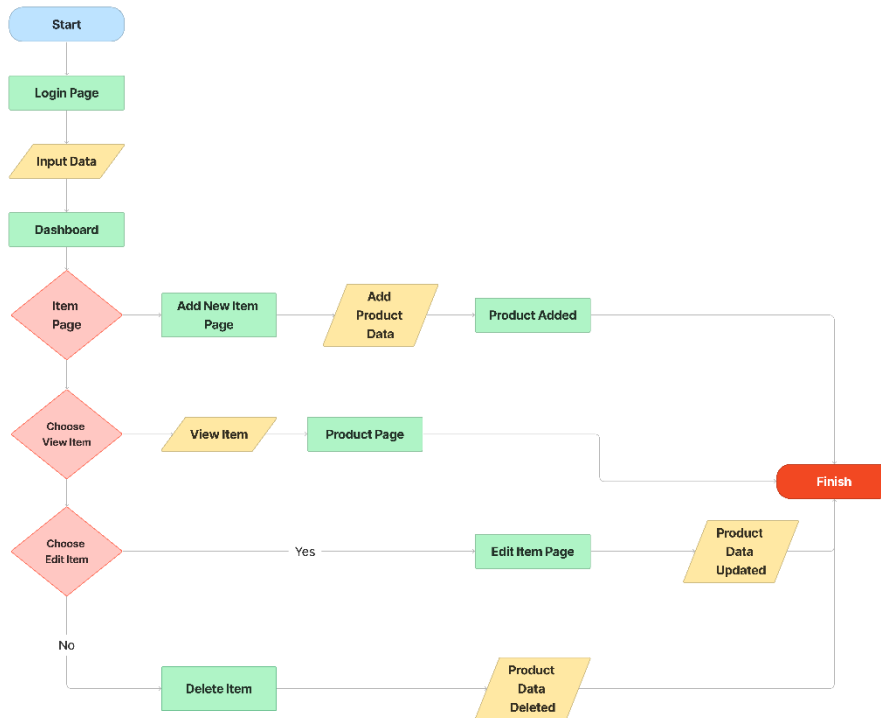 Start
Login Page
Input Data
Dashboard
Item
Page
Add New Item
Page
Add
Product
Data
Product Added
Choose
View Item
View Item
Product Page
Finish
Choose
Edit Item
Yes
Edit Item Page
Product
Data
Updated
No
Delete Item
Product
Data
Deleted